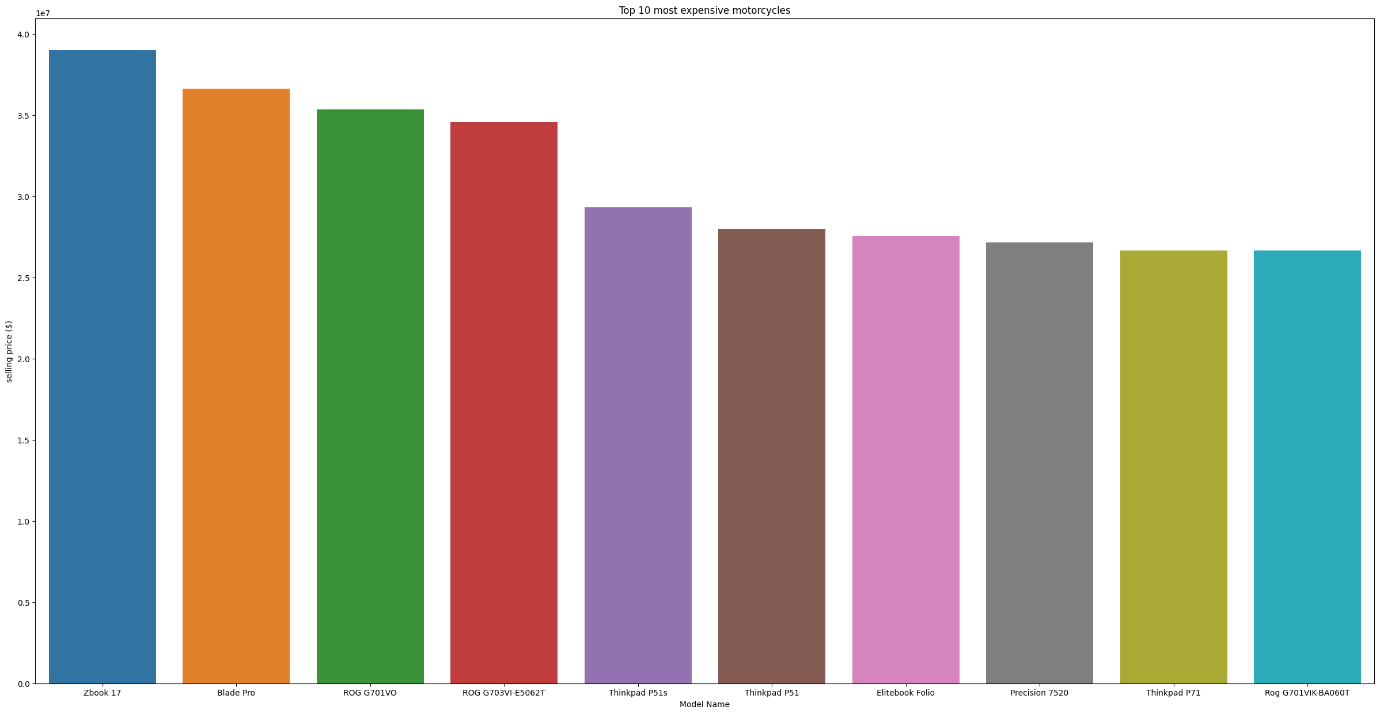 Top 10 most expensive motorcycles
1e7
4.0
3.5
3.0
2.5
2.0
1.5
1.0
0.5
0.0
selling price ($)
Zbook 17 Blade Pro ROG G701VO ROG G703VI-E5062T Thinkpad P51s Thinkpad P51 Elitebook Folio Precision 7520 Thinkpad P71 Rog G701VIK-BA060T
Model Name